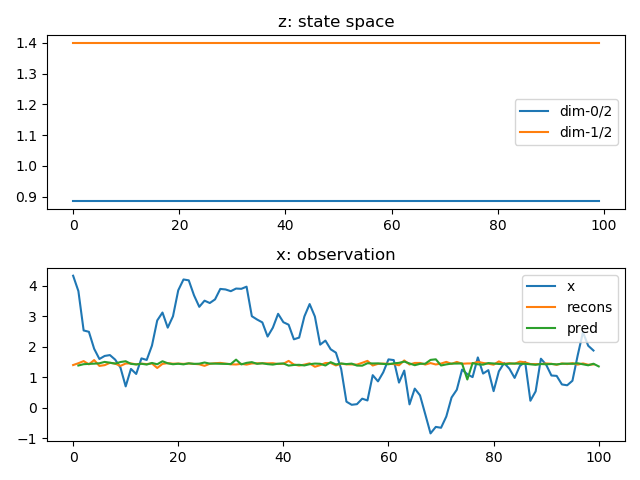 z: state space
1.4
1.3
1.2
1.1
1.0
0.9
dim-0/2
dim-1/2
0 20 40 60 80 100
x: observation
4
3
2
1
0
−1
x
recons
pred
0 20 40 60 80 100